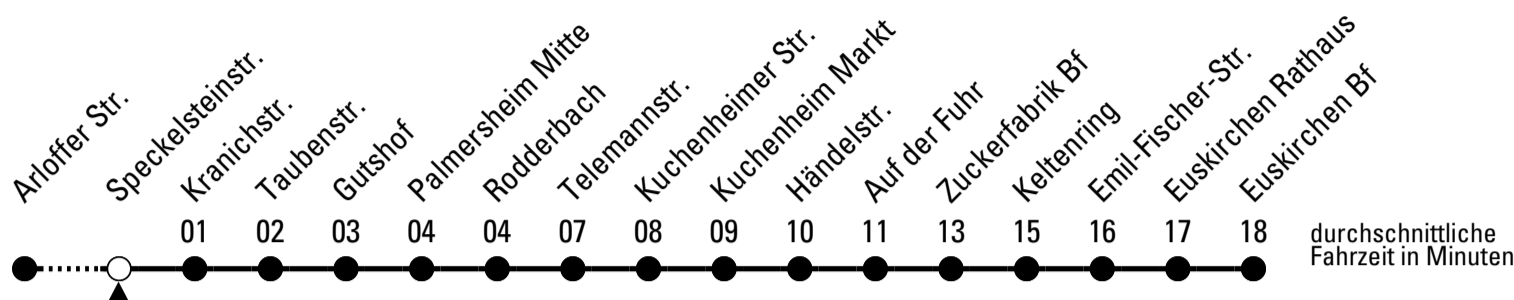 Arloffer Str.
Speckelsteinstr.
Kranichstr.
Taubenstr.
Gutshof
Palmersheim Mitte
Rodderbach
Telemannstr.
Kuchenheimer Str.
Kuchenheim Markt
Händelstr.
Auf der Fuhr
Zuckerfabrik Bf
Keltenring
Emil-Fischer-Str.
Euskirchen Rathaus
Euskirchen Bf
01 02 03 04 04 07 08 09 10 11 13 15 16 17 18
durchschnittliche
Fahrzeit in Minuten